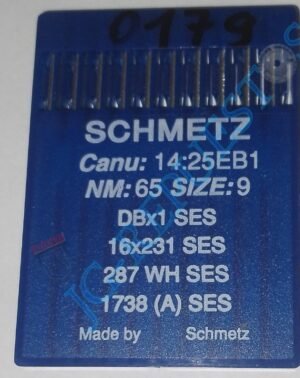 0179
SCHMETZ
Canu: 14:25EB1
NM: 65 SIZE: 9
DBx1 SES
16x231 SES
287 WH SES
1738 (A) SES
Made by Schmetz